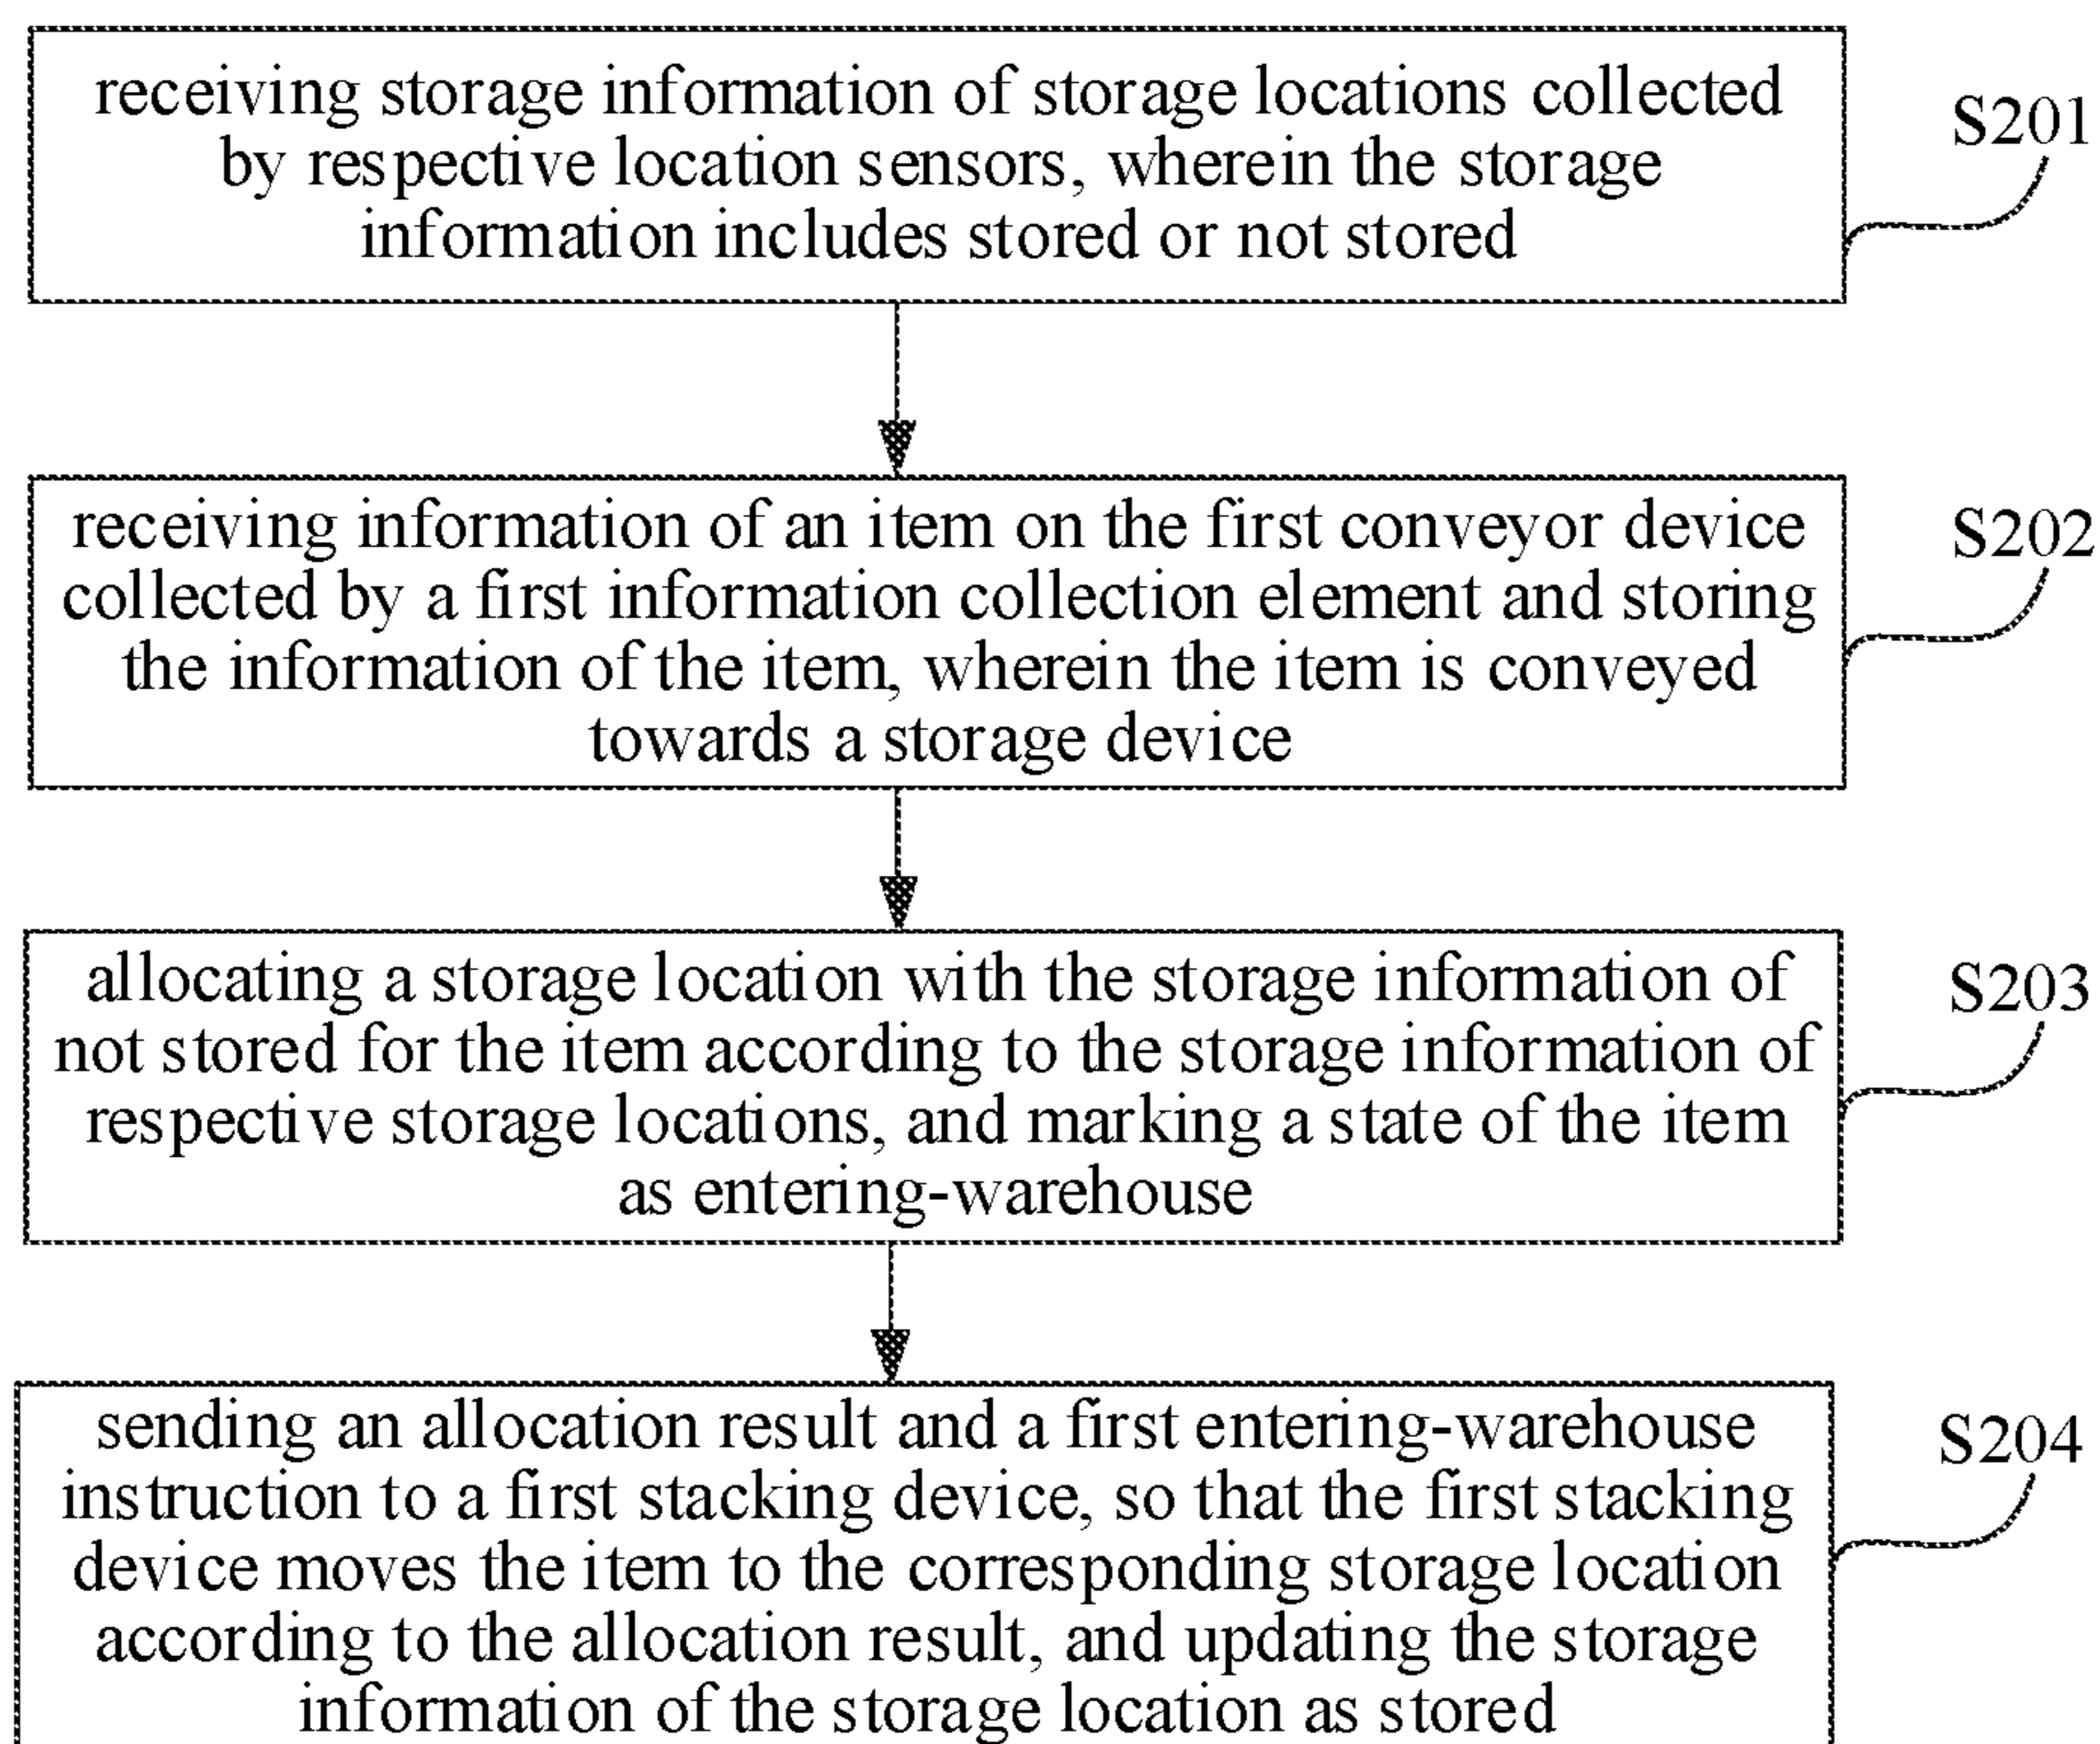 receiving storage information of storage locations collected
by respective location sensors, wherein the storage
information includes stored or not stored
S201
receiving information of an item on the first conveyor device
collected by a first information collection element and storing
the information of the item, wherein the item is conveyed
towards a storage device
S202
allocating a storage location with the storage information of
not stored for the item according to the storage information of
respective storage locations, and marking a state of the item
as entering-warehouse
S203
sending an allocation result and a first entering-warehouse
instruction to a first stacking device, so that the first stacking
device moves the item to the corresponding storage location
according to the allocation result, and updating the storage
information of the storage location as stored
S204